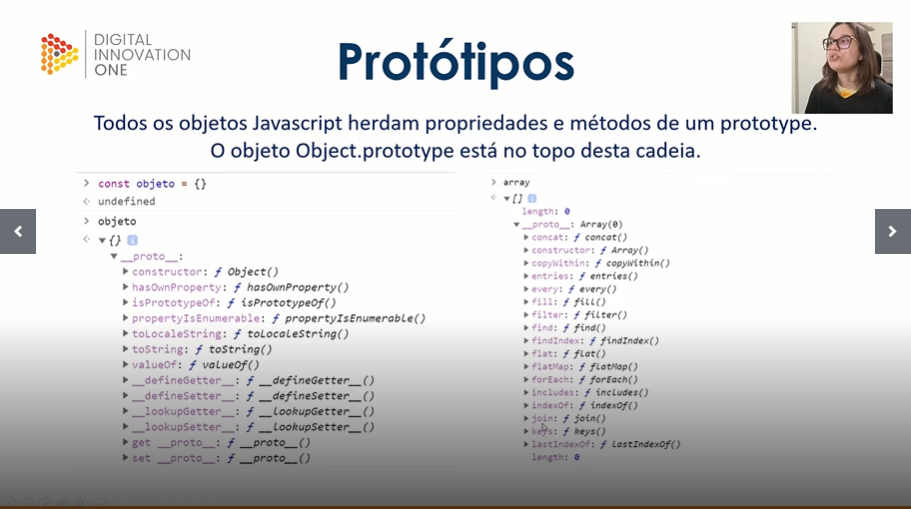 DIGITAL
INNOVATION
ONE
Protótipos
Todos os objetos Javascript herdam propriedades e métodos de um prototype.
O objeto Object.prototype está no topo desta cadeia.
> const objeto = {}
< undefined
> objeto
< ▼{} i
▼__proto__:
▶constructor: ƒ Object()
▶hasOwnProperty: ƒ hasOwnProperty()
▶isPrototypeOf: ƒ isPrototypeOf()
▶propertyIsEnumerable: ƒ propertyIsEnumerable()
▶toLocaleString: ƒ toLocaleString()
▶toString: ƒ toString()
▶valueOf: ƒ valueOf()
▶__defineGetter__: ƒ __defineGetter__()
▶__defineSetter__: ƒ __defineSetter__()
▶__lookupGetter__: ƒ __lookupGetter__()
▶__lookupSetter__: ƒ __lookupSetter__()
▶get __proto__: ƒ __proto__()
▶set __proto__: ƒ __proto__()
> array
< ▼[] i
length: 0
▼__proto__: Array(0)
▶concat: ƒ concat()
▶constructor: ƒ Array()
▶copyWithin: ƒ copyWithin()
▶entries: ƒ entries()
▶every: ƒ every()
▶fill: ƒ fill()
▶filter: ƒ filter()
▶find: ƒ find()
▶findIndex: ƒ findIndex()
▶flat: ƒ flat()
▶flatMap: ƒ flatMap()
▶forEach: ƒ forEach()
▶includes: ƒ includes()
▶indexOf: ƒ indexOf()
▶join: ƒ join()
▶keys: ƒ keys()
▶lastIndexOf: ƒ lastIndexOf()
length: 0